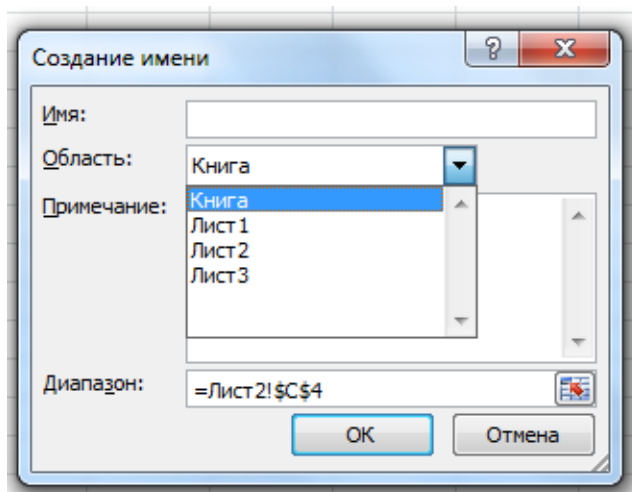 Создание имени
Имя:
Область: Книга
Примечание: Книга
Лист1
Лист2
Лист3
Диапазон: =Лист2!$C$4
ОК Отмена